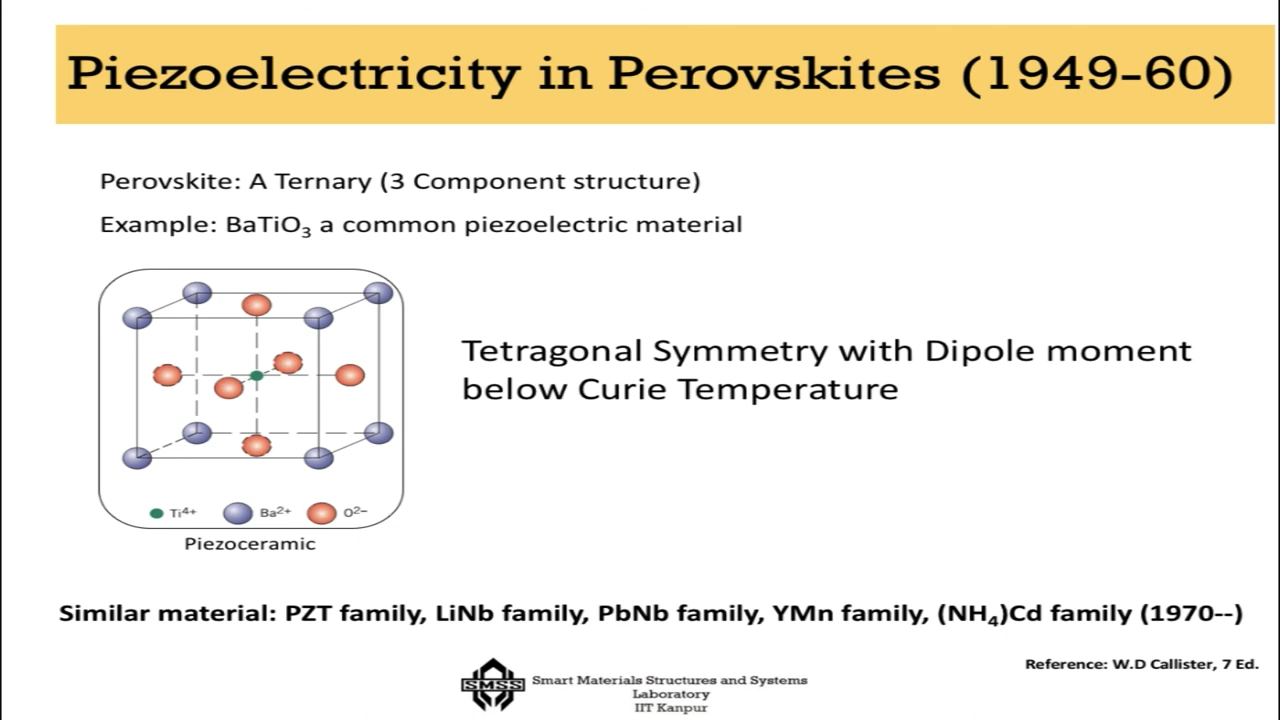 Piezoelectricity in Perovskites (1949-60)
Perovskite: A Ternary (3 Component structure)
Example: BaTiO₃ a common piezoelectric material
Tetragonal Symmetry with Dipole moment
below Curie Temperature
Ti⁴⁺ Ba²⁺ O²⁻
Piezoceramic
Similar material: PZT family, LiNb family, PbNb family, YMn family, (NH₄)Cd family (1970--)
Reference: W.D Callister, 7 Ed.
SMSS
Smart Materials Structures and Systems
Laboratory
IIT Kanpur